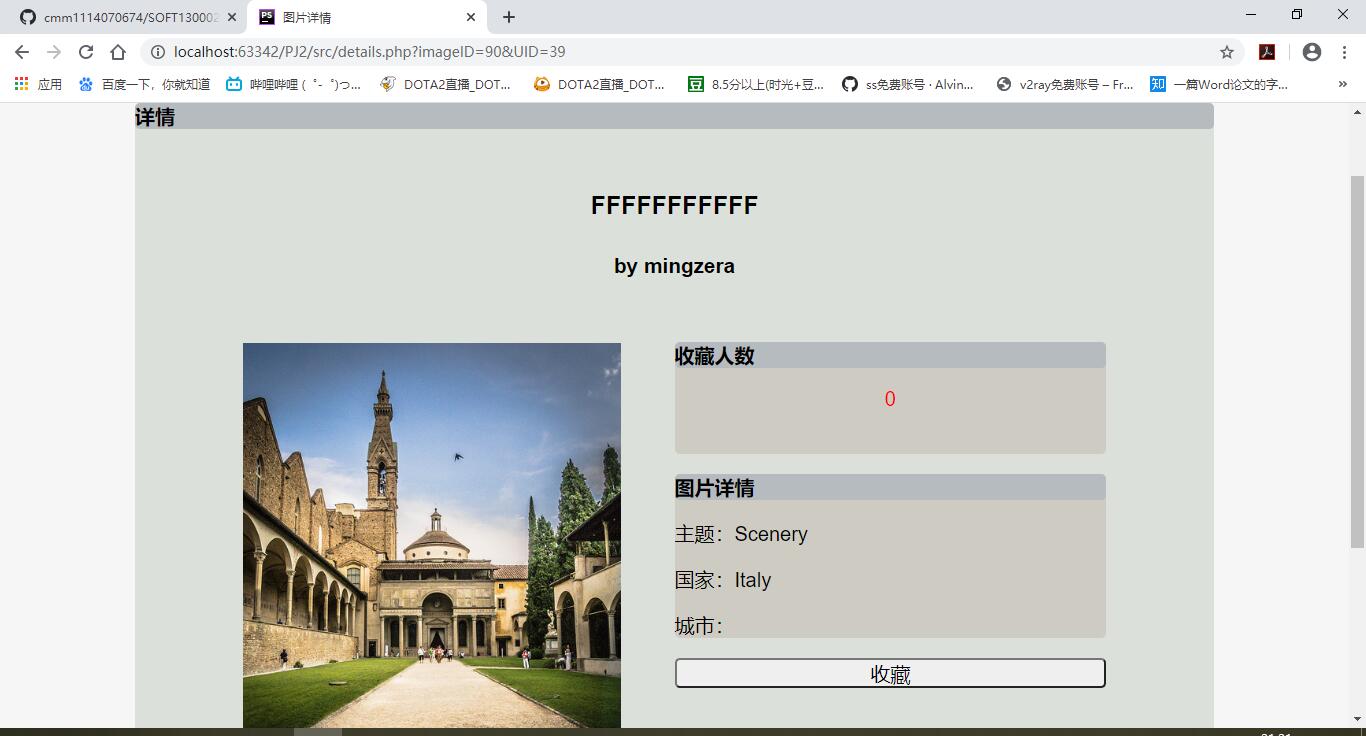 cmm1114070674/SOFT130002
图片详情
localhost:63342/PJ2/src/details.php?imageID=90&UID=39
应用 百度一下,你就知道 哔哩哔哩 ( ゜- ゜)つ... DOTA2直播_DOT... DOTA2直播_DOT... 8.5分以上(时光+豆... ss免费账号 · Alvin... v2ray免费账号 – Fr... 一篇Word论文的字...
详情
FFFFFFFFFFF
by mingzera
收藏人数
0
图片详情
主题:Scenery
国家:Italy
城市:
收藏